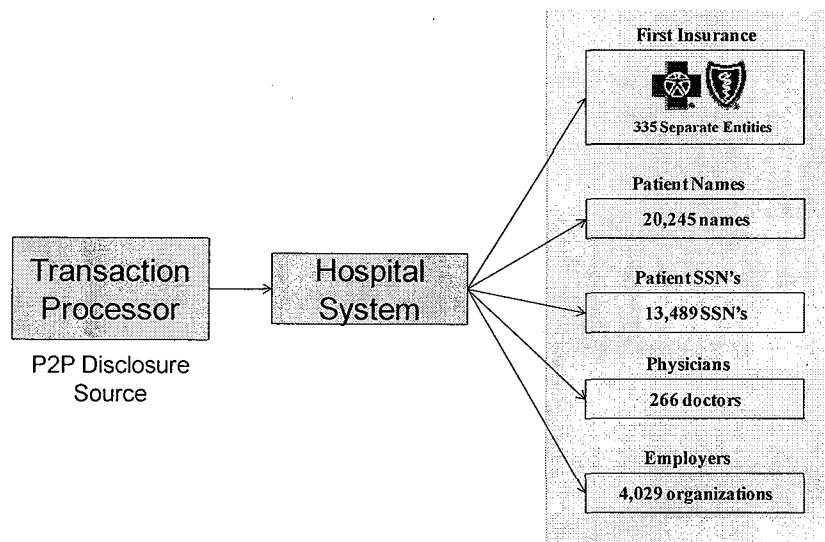 First Insurance
335 Separate Entities
Patient Names
20,245 names
Transaction
Processor
P2P Disclosure
Source
Hospital
System
Patient SSN's
13,489 SSN's
Physicians
266 doctors
Employers
4,029 organizations